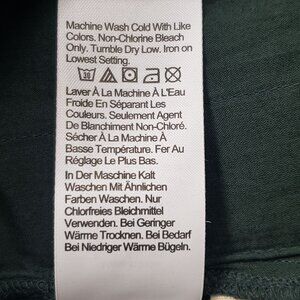 Machine Wash Cold With Like
Colors. Non-Chlorine Bleach
Only. Tumble Dry Low. Iron on
Lowest Setting.
30
Laver À La Machine À L'Eau
Froide En Séparant Les
Couleurs. Seulement Agent
De Blanchiment Non-Chloré.
Sécher À La Machine À
Basse Température. Fer Au
Réglage Le Plus Bas.
In Der Maschine Kalt
Waschen Mit Ähnlichen
Farben Waschen. Nur
Chlorfreies Bleichmittel
Verwenden. Bei Geringer
Wärme Trocknen. Bei Bedarf
Bei Niedriger Wärme Bügeln.